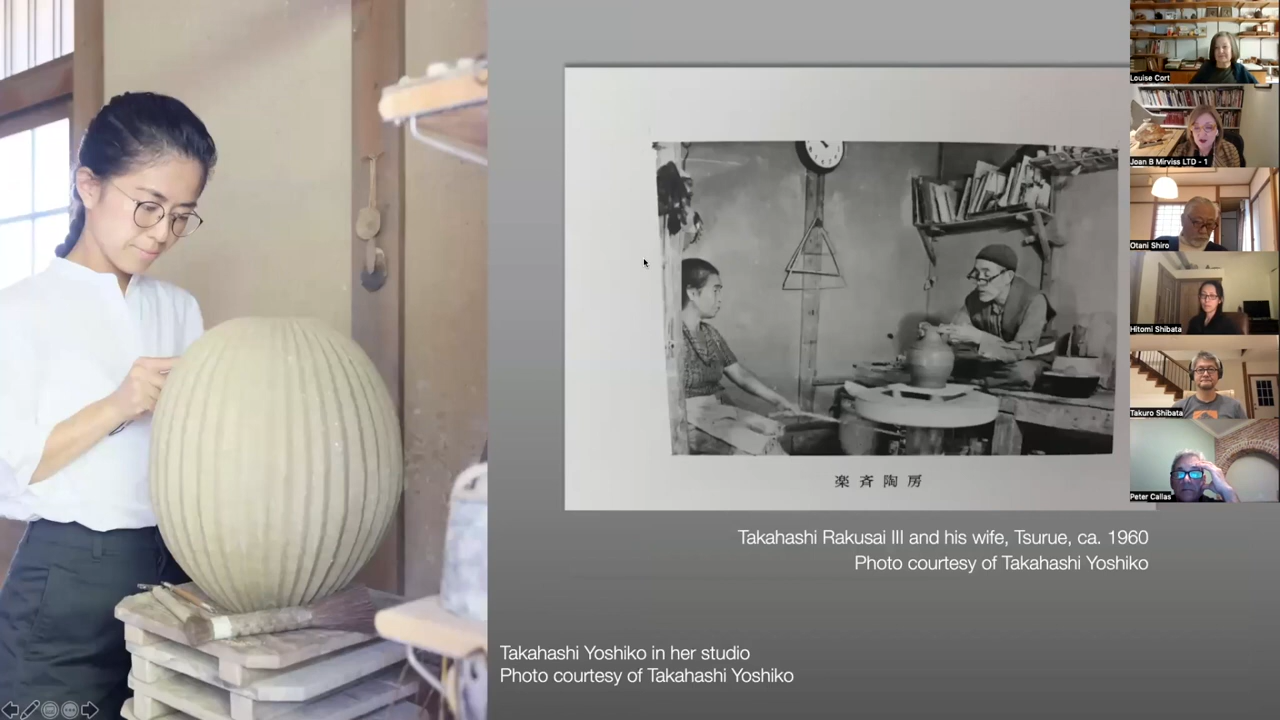 楽斉陶房
Takahashi Rakusai III and his wife, Tsurue, ca. 1960
Photo courtesy of Takahashi Yoshiko
Takahashi Yoshiko in her studio
Photo courtesy of Takahashi Yoshiko
Louise Cort
Joan B Mirviss LTD - 1
Otani Shiro
Hitomi Shibata
Takuro Shibata
Peter Callas